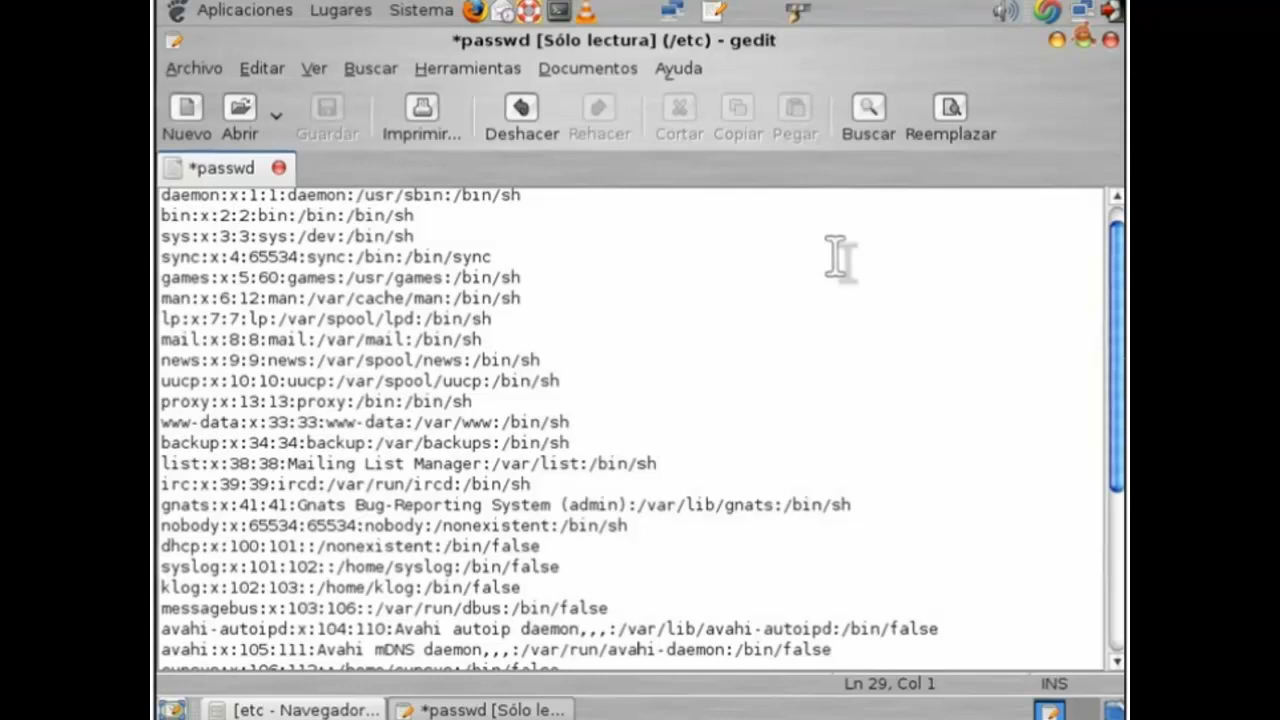 Aplicaciones Lugares Sistema
*passwd [Sólo lectura] (/etc) - gedit
Archivo Editar Ver Buscar Herramientas Documentos Ayuda
Nuevo Abrir Guardar Imprimir... Deshacer Rehacer Cortar Copiar Pegar Buscar Reemplazar
*passwd
daemon:x:1:1:daemon:/usr/sbin:/bin/sh
bin:x:2:2:bin:/bin:/bin/sh
sys:x:3:3:sys:/dev:/bin/sh
sync:x:4:65534:sync:/bin:/bin/sync
games:x:5:60:games:/usr/games:/bin/sh
man:x:6:12:man:/var/cache/man:/bin/sh
lp:x:7:7:lp:/var/spool/lpd:/bin/sh
mail:x:8:8:mail:/var/mail:/bin/sh
news:x:9:9:news:/var/spool/news:/bin/sh
uucp:x:10:10:uucp:/var/spool/uucp:/bin/sh
proxy:x:13:13:proxy:/bin:/bin/sh
www-data:x:33:33:www-data:/var/www:/bin/sh
backup:x:34:34:backup:/var/backups:/bin/sh
list:x:38:38:Mailing List Manager:/var/list:/bin/sh
irc:x:39:39:ircd:/var/run/ircd:/bin/sh
gnats:x:41:41:Gnats Bug-Reporting System (admin):/var/lib/gnats:/bin/sh
nobody:x:65534:65534:nobody:/nonexistent:/bin/sh
dhcp:x:100:101::/nonexistent:/bin/false
syslog:x:101:102::/home/syslog:/bin/false
klog:x:102:103::/home/klog:/bin/false
messagebus:x:103:106::/var/run/dbus:/bin/false
avahi-autoipd:x:104:110:Avahi autoip daemon,,,:/var/lib/avahi-autoipd:/bin/false
avahi:x:105:111:Avahi mDNS daemon,,,:/var/run/avahi-daemon:/bin/false
Ln 29, Col 1 INS
[etc - Navegador... *passwd [Sólo le...